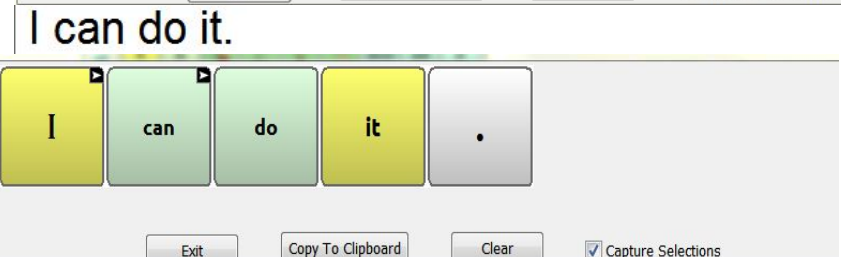 I can do it.
I can do it .
Exit Copy To Clipboard Clear Capture Selections